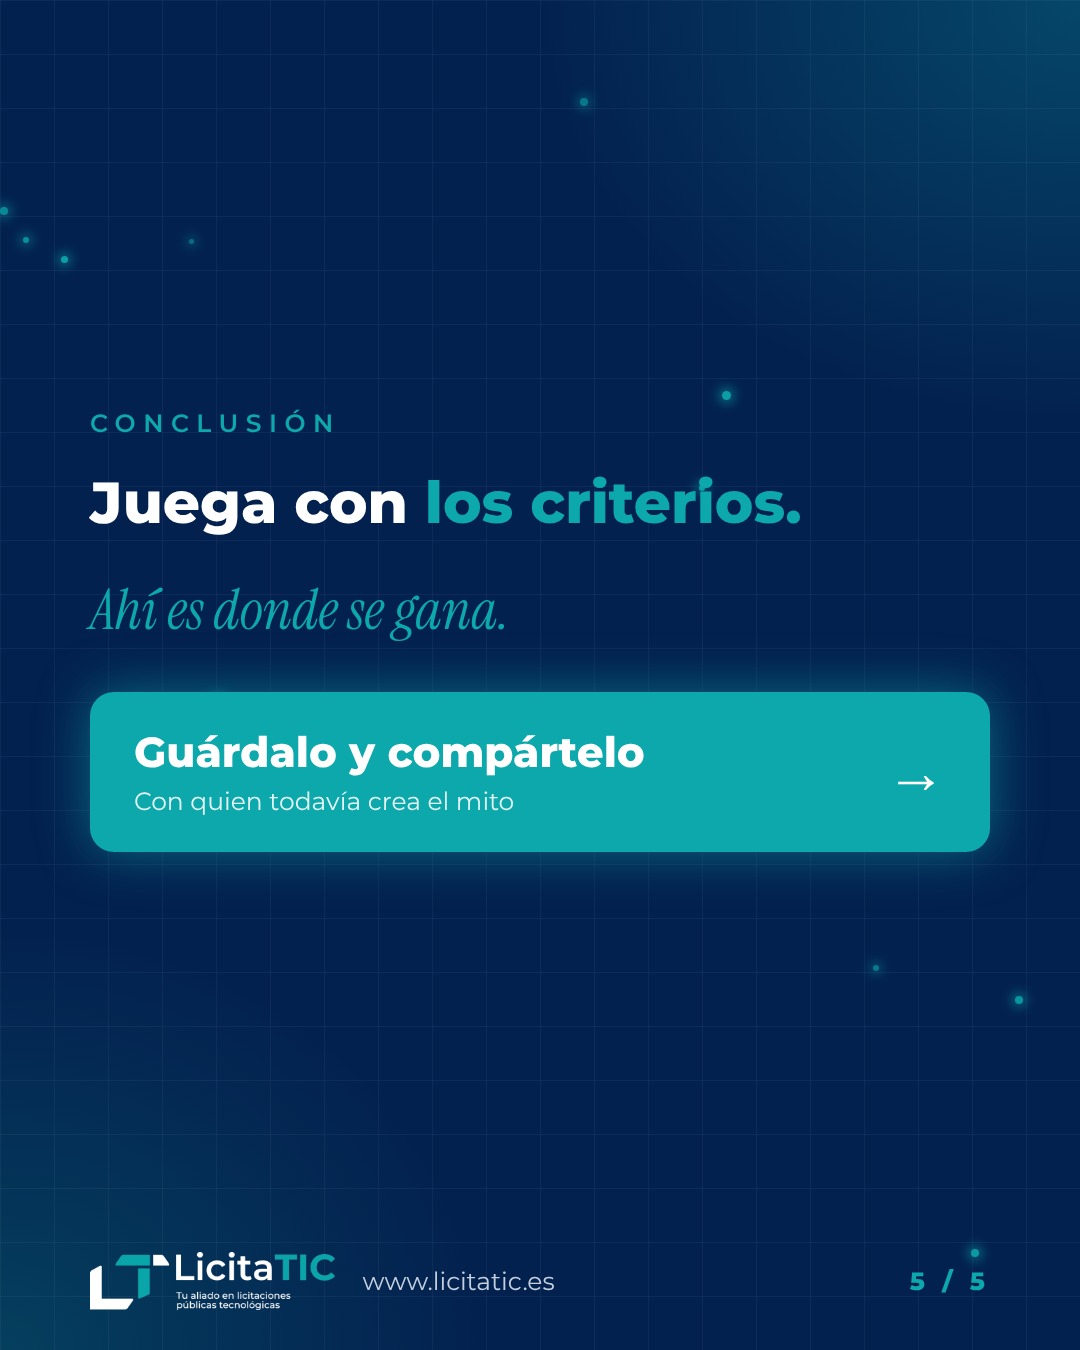 CONCLUSIÓN
Juega con los criterios.
Ahí es donde se gana.
Guárdalo y compártelo
Con quien todavía crea el mito
→
LicitaTIC
Tu aliado en licitaciones
públicas tecnológicas
www.licitatic.es
5 / 5